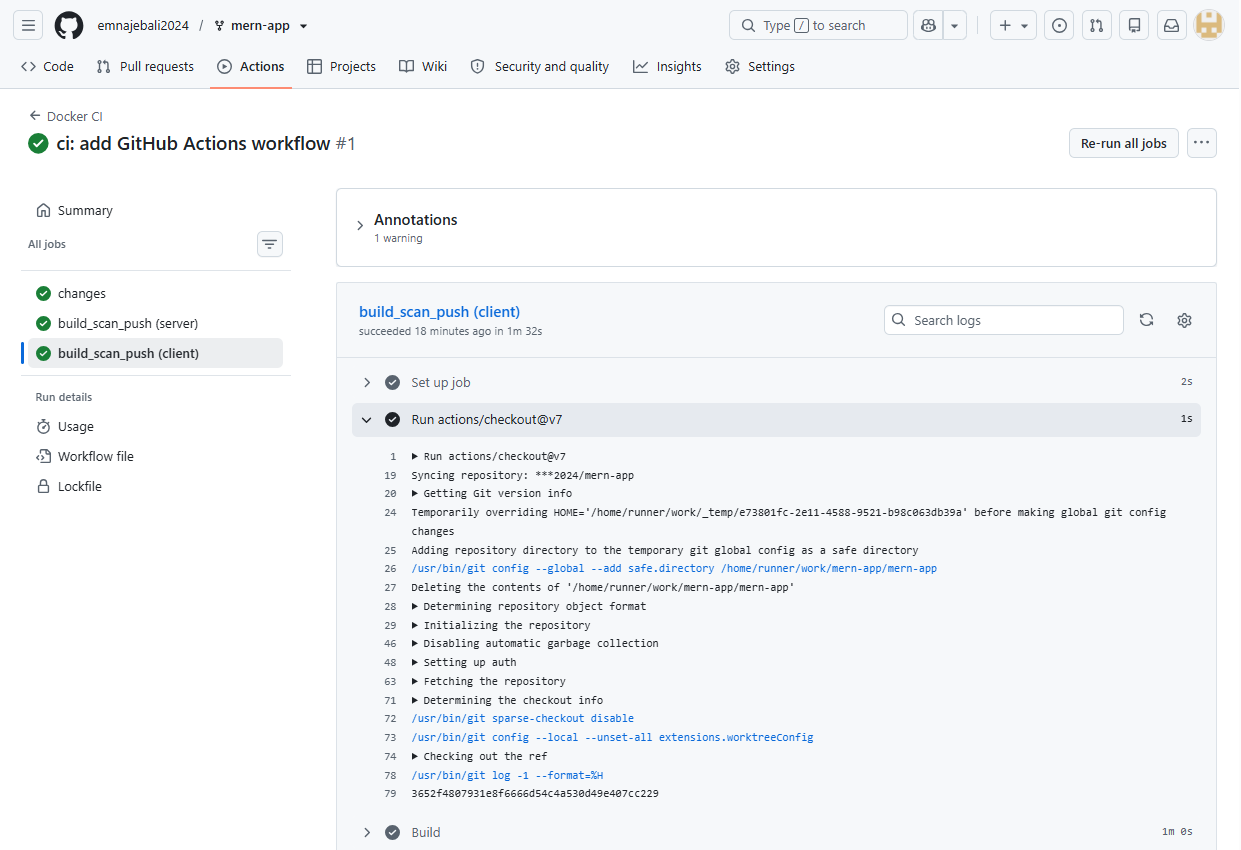 emnajebali2024 / mern-app
Type / to search
Code
Pull requests
Actions
Projects
Wiki
Security and quality
Insights
Settings
Docker CI
ci: add GitHub Actions workflow #1
Re-run all jobs
Summary
All jobs
changes
build_scan_push (server)
build_scan_push (client)
Run details
Usage
Workflow file
Lockfile
Annotations
1 warning
build_scan_push (client)
succeeded 18 minutes ago in 1m 32s
Search logs
Set up job 2s
Run actions/checkout@v7 1s
1 Run actions/checkout@v7
19 Syncing repository: ***2024/mern-app
20 Getting Git version info
24 Temporarily overriding HOME='/home/runner/work/_temp/e73801fc-2e11-4588-9521-b98c063db39a' before making global git config
changes
25 Adding repository directory to the temporary git global config as a safe directory
26 /usr/bin/git config --global --add safe.directory /home/runner/work/mern-app/mern-app
27 Deleting the contents of '/home/runner/work/mern-app/mern-app'
28 Determining repository object format
29 Initializing the repository
46 Disabling automatic garbage collection
48 Setting up auth
63 Fetching the repository
71 Determining the checkout info
72 /usr/bin/git sparse-checkout disable
73 /usr/bin/git config --local --unset-all extensions.worktreeConfig
74 Checking out the ref
78 /usr/bin/git log -1 --format=%H
79 3652f4807931e8f6666d54c4a530d49e407cc229
Build 1m 0s